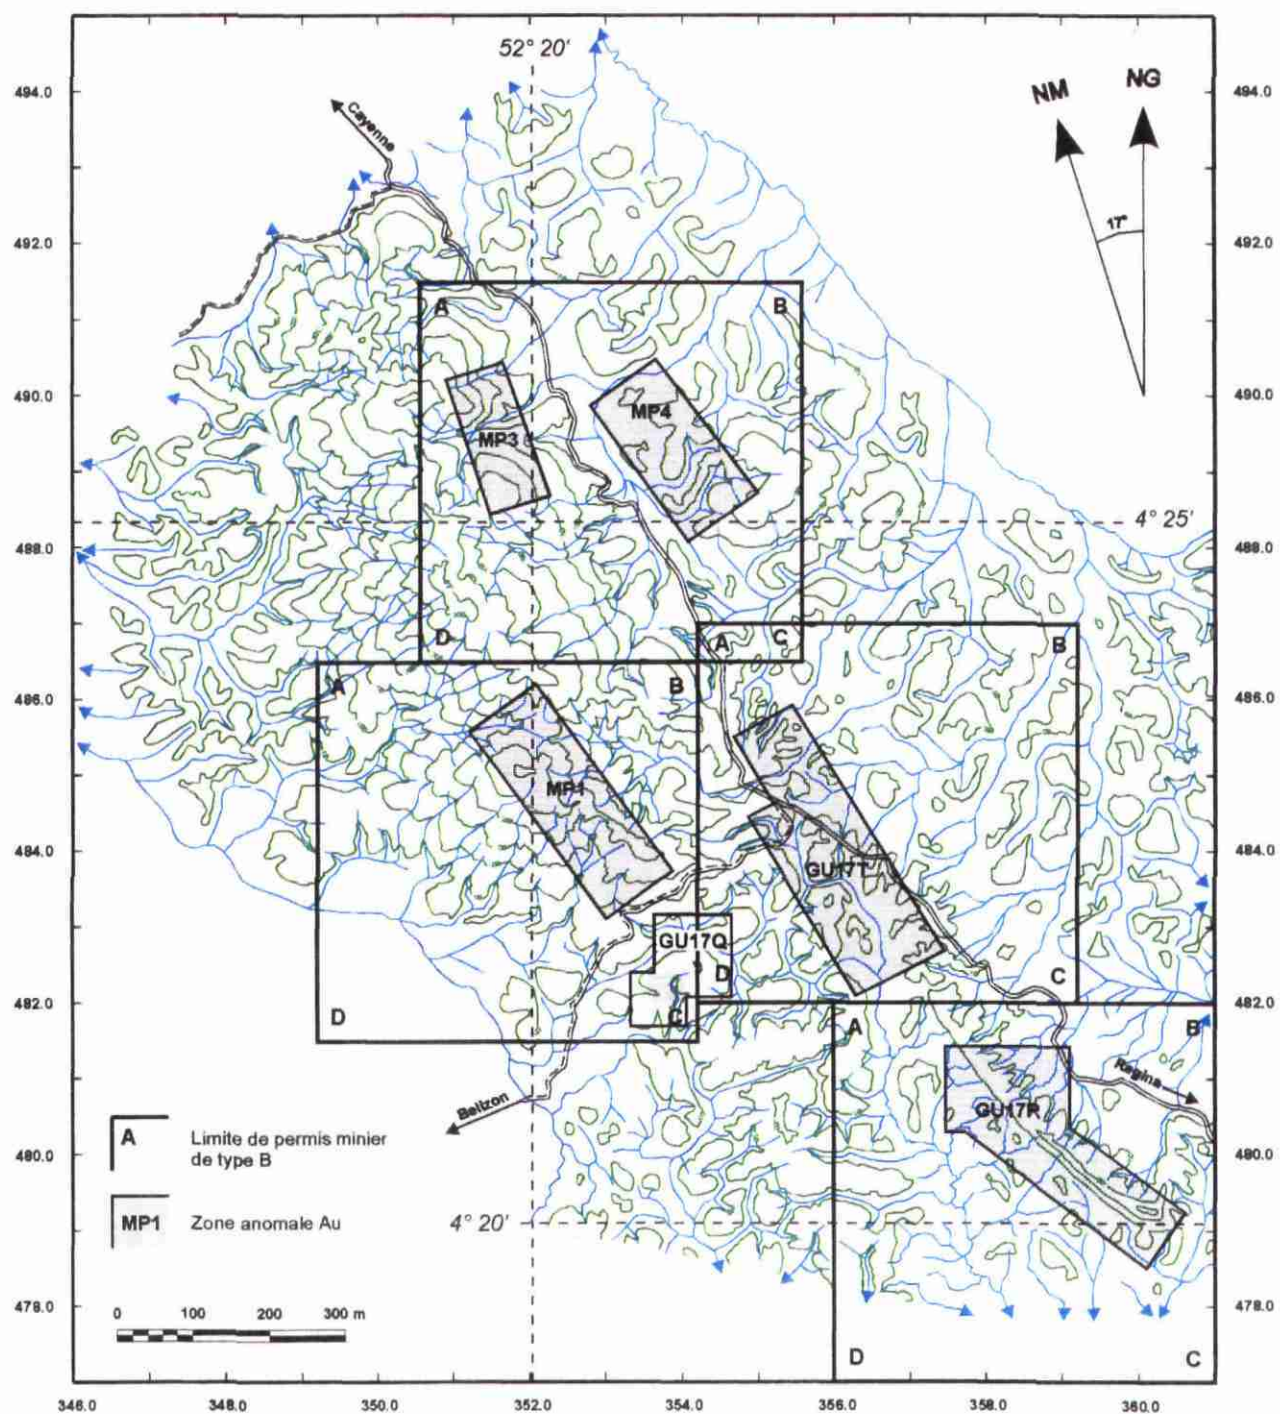 52° 20'
494.0
494.0
NM
NG
Cayenne
17°
492.0
492.0
A
B
490.0
490.0
MP4
MP3
4° 25'
488.0
488.0
D
C
A
B
A
B
486.0
486.0
MP1
484.0
484.0
GU17T
GU17Q
D
C
482.0
482.0
D
C
A
B
Regina
Belizon
GU17R
A
Limite de permis minier
de type B
480.0
480.0
MP1
Zone anomale Au
4° 20'
478.0
478.0
0 100 200 300 m
D
C
346.0 348.0 350.0 352.0 354.0 356.0 358.0 360.0